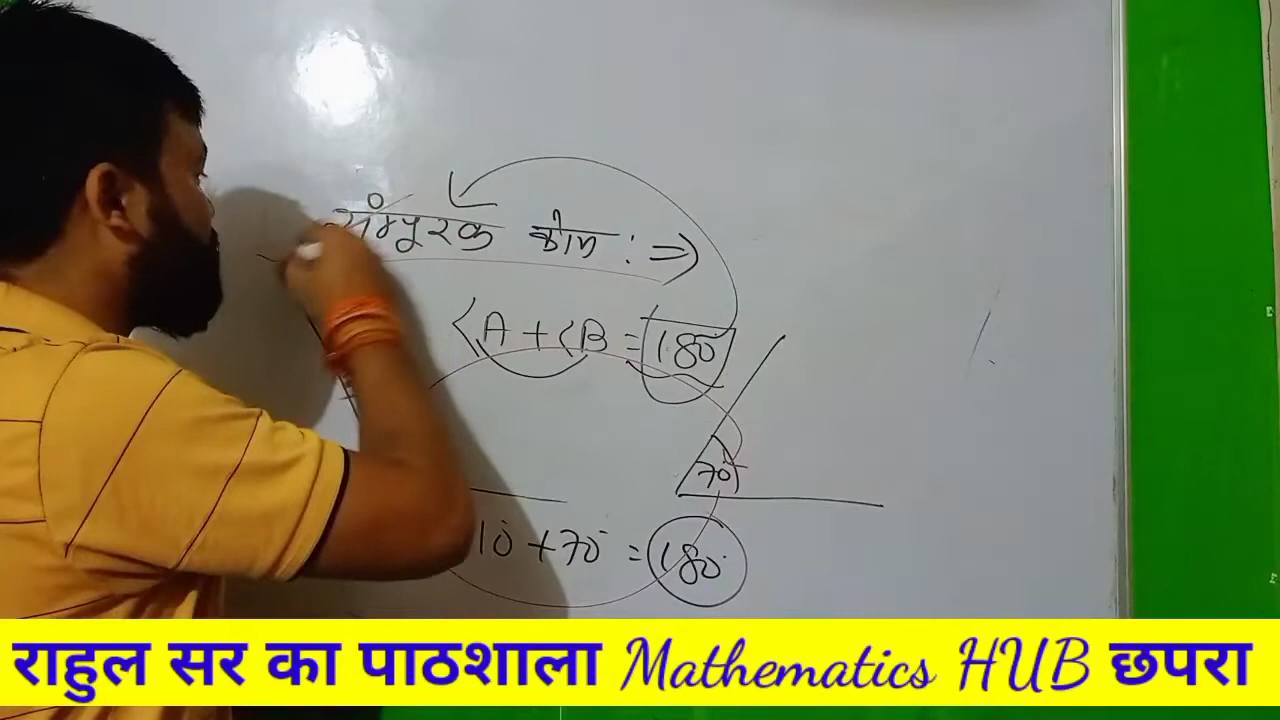 संम्पूरक कोण :⇒
<A + <B = 180°
70°
10° + 70° = 180°
राहुल सर का पाठशाला Mathematics HUB छपरा